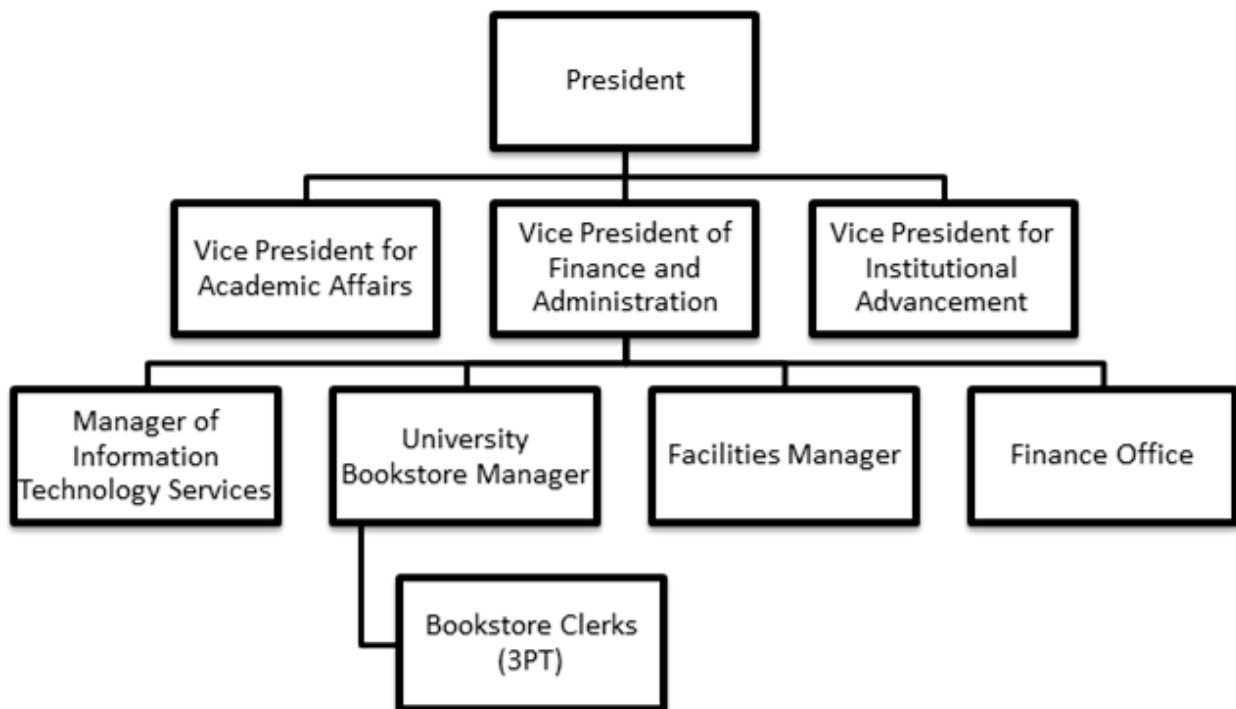 President
Vice President for
Academic Affairs
Vice President of
Finance and
Administration
Vice President for
Institutional
Advancement
Manager of
Information
Technology Services
University
Bookstore Manager
Facilities Manager
Finance Office
Bookstore Clerks
(3PT)